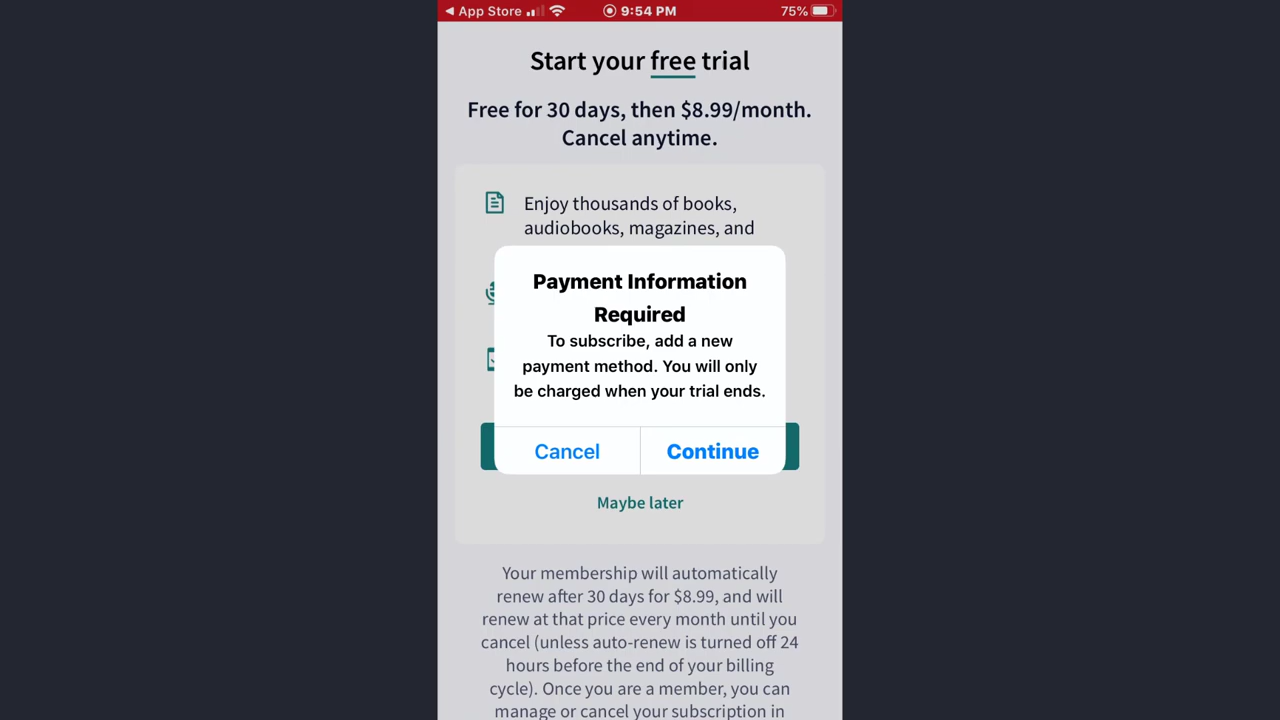 App Store 9:54 PM 75%
Start your free trial
Free for 30 days, then $8.99/month.
Cancel anytime.
Enjoy thousands of books,
audiobooks, magazines, and
Payment Information
Required
To subscribe, add a new
payment method. You will only
be charged when your trial ends.
Cancel Continue
Maybe later
Your membership will automatically
renew after 30 days for $8.99, and will
renew at that price every month until you
cancel (unless auto-renew is turned off 24
hours before the end of your billing
cycle). Once you are a member, you can
manage or cancel your subscription in